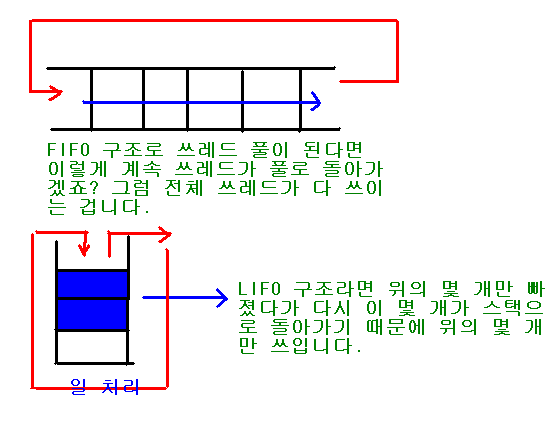 FIFO 구조로 쓰레드 풀이 된다면
이렇게 계속 쓰레드가 풀로 돌아가
겠죠? 그럼 전체 쓰레드가 다 쓰이
는 겁니다.
LIFO 구조라면 위의 몇 개만 빠
졌다가 다시 이 몇 개가 스택으
로 돌아가기 때문에 위의 몇 개
만 쓰입니다.
일 처리